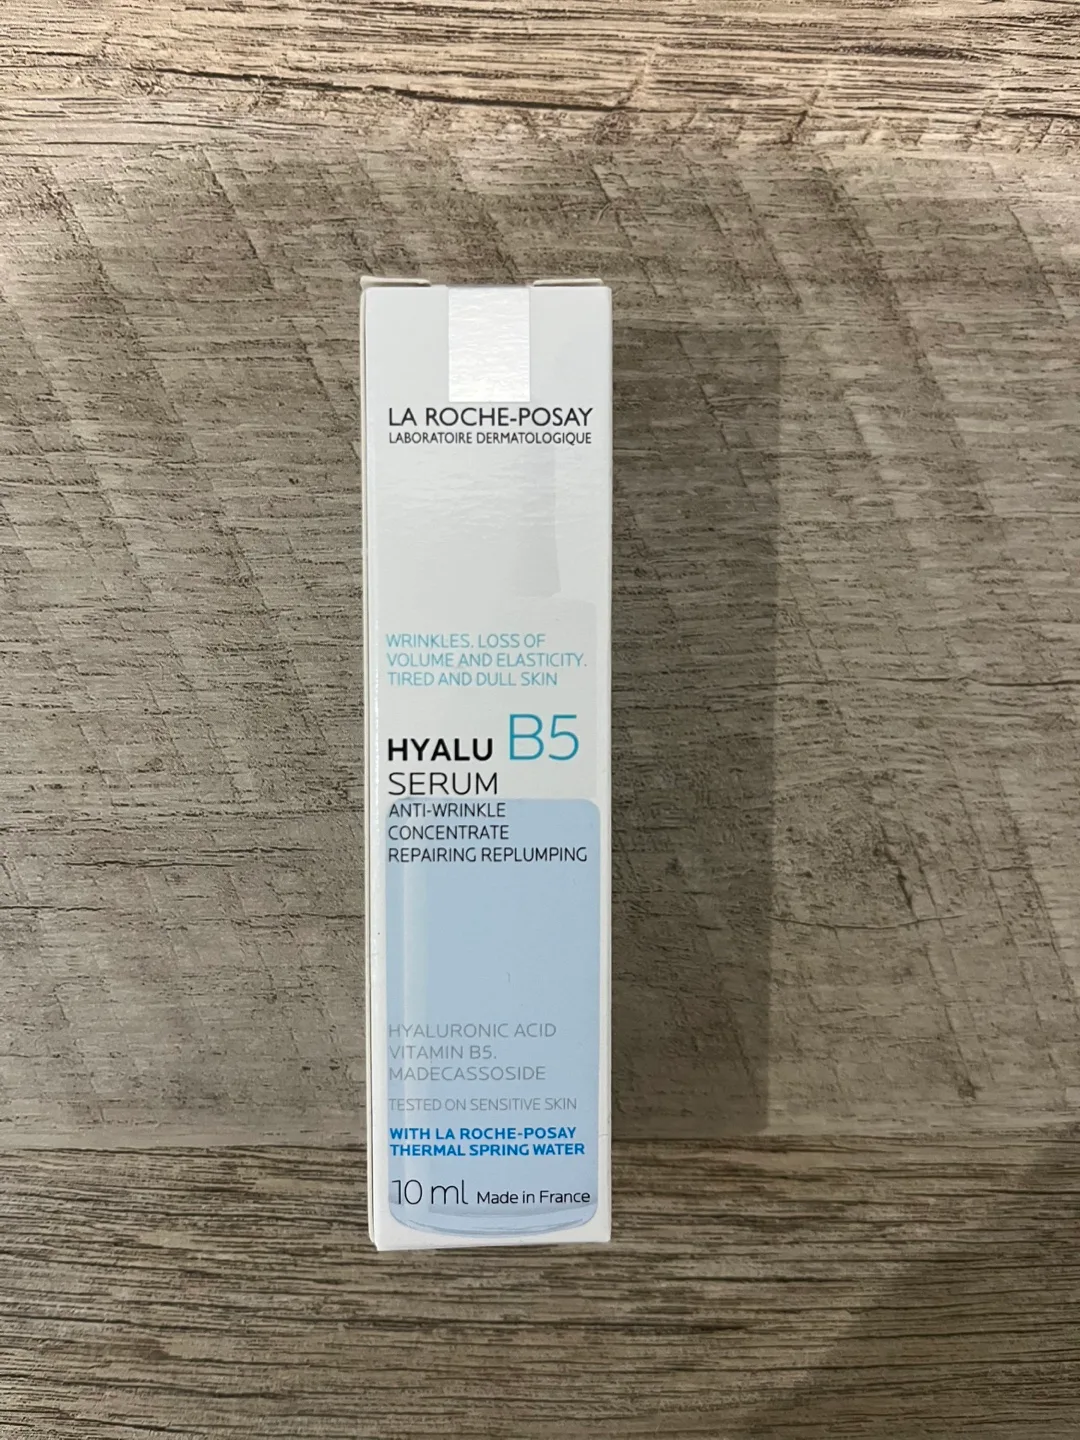 LA ROCHE-POSAY
LABORATOIRE DERMATOLOGIQUE
WRINKLES. LOSS OF
VOLUME AND ELASTICITY.
TIRED AND DULL SKIN
HYALU B5
SERUM
ANTI-WRINKLE
CONCENTRATE
REPAIRING REPLUMPING
HYALURONIC ACID
VITAMIN B5.
MADECASSOSIDE
TESTED ON SENSITIVE SKIN
WITH LA ROCHE-POSAY
THERMAL SPRING WATER
10 ml Made in France